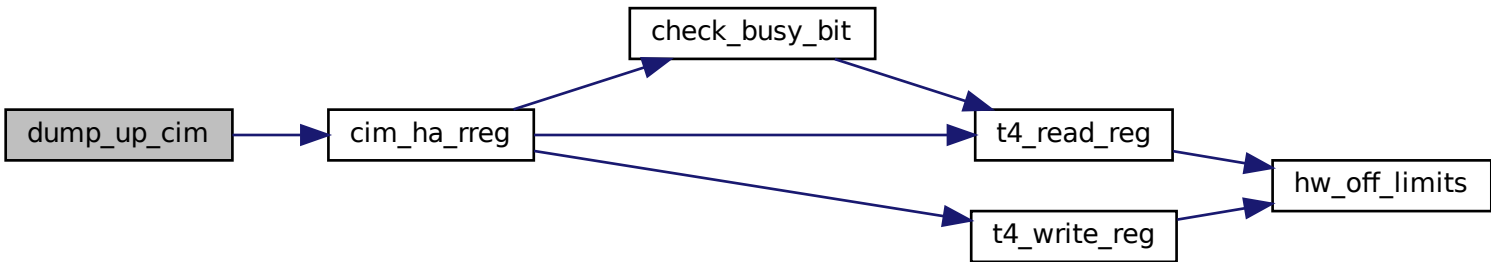 check_busy_bit
dump_up_cim
cim_ha_rreg
t4_read_reg
hw_off_limits
t4_write_reg